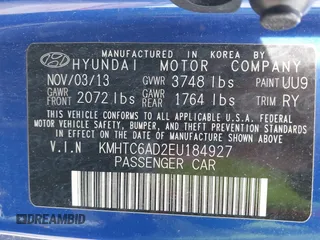 MANUFACTURED IN KOREA BY
HYUNDAI MOTOR COMPANY
NOV/03/13 GVWR 3748 lbs PAINT UU9
GAWR FRONT 2072 lbs GAWR REAR 1764 lbs TRIM RY
THIS VEHICLE CONFORMS TO ALL APPLICABLE U.S.A. FEDERAL MOTOR
VEHICLE SAFETY, BUMPER, AND THEFT PREVENTION STANDARDS
IN EFFECT ON THE DATE OF MANUFACTURE SHOWN ABOVE.
V.I.N KMHTC6AD2EU184927
PASSENGER CAR
DREAMBID